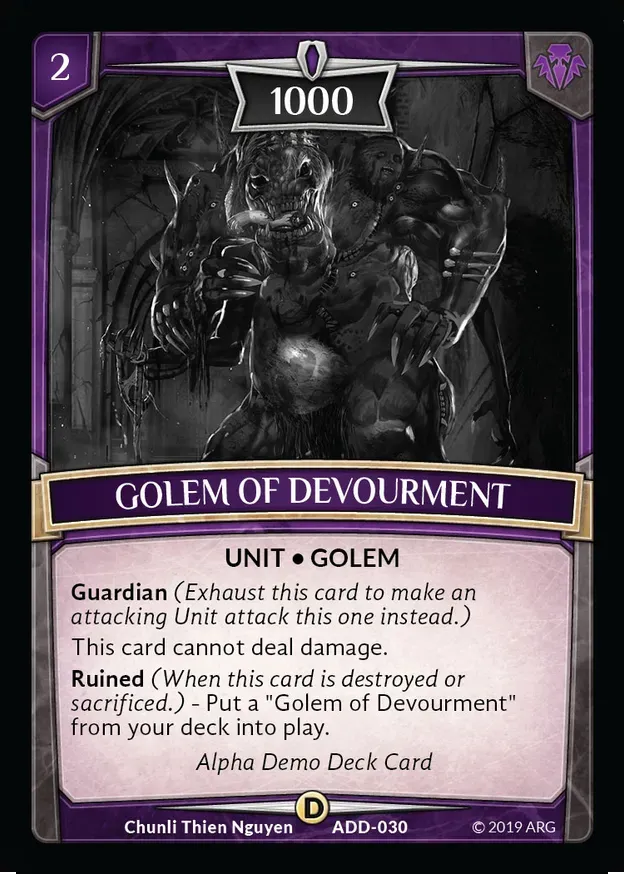 2
1000
GOLEM OF DEVOURMENT
UNIT • GOLEM
Guardian (Exhaust this card to make an
attacking Unit attack this one instead.)
This card cannot deal damage.
Ruined (When this card is destroyed or
sacrificed.) - Put a "Golem of Devourment"
from your deck into play.
Alpha Demo Deck Card
D
Chunli Thien Nguyen ADD-030 © 2019 ARG